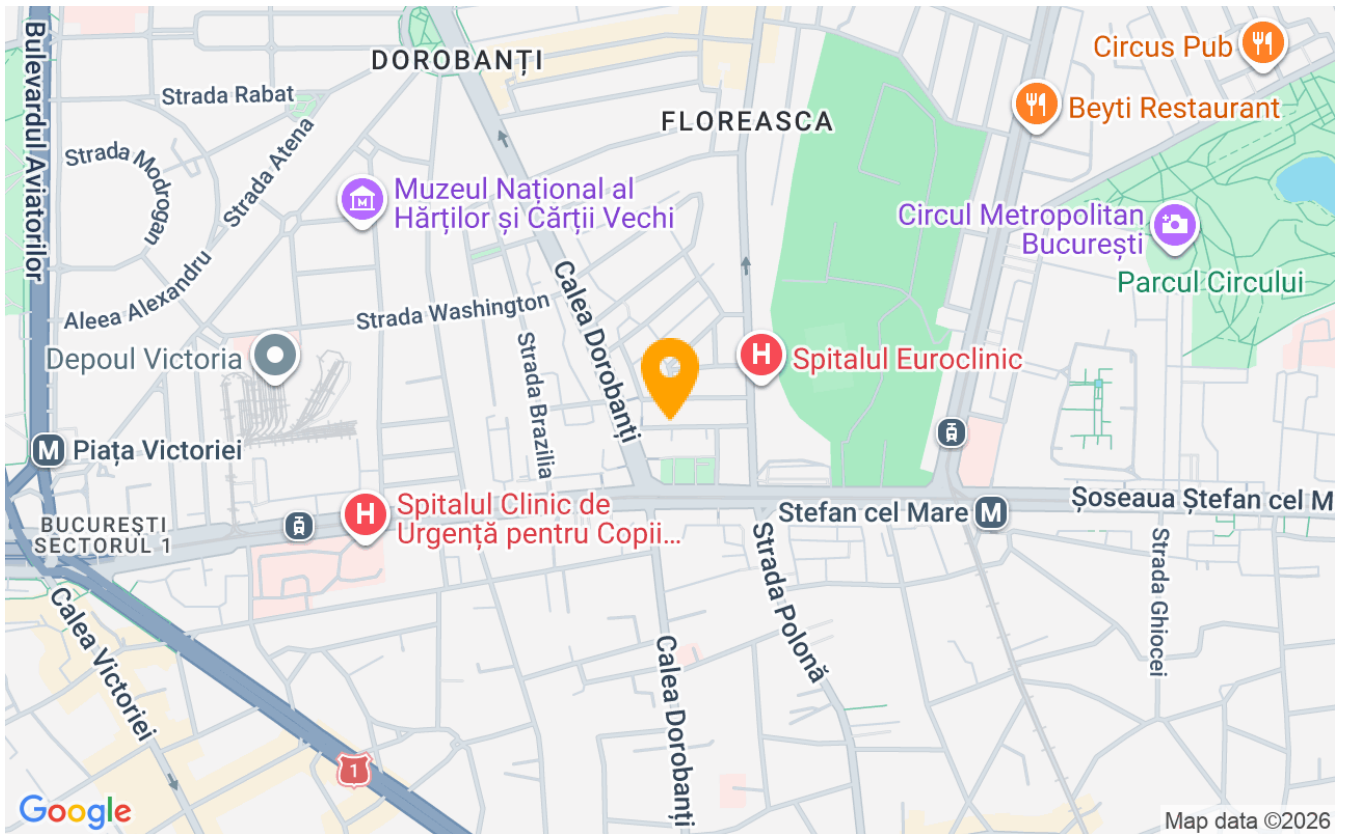 Bulevardul Aviatorilor
DOROBANȚI
Circus Pub
Strada Rabat
Beyti Restaurant
FLOREASCA
Strada Modrogan
Strada Atena
Muzeul Național al
Hărților și Cărții Vechi
Circul Metropolitan
București
Parcul Circului
Aleea Alexandru
Strada Washington
Calea Dorobanți
Depoul Victoria
Strada Brazilia
H
Spitalul Euroclinic
M
Piața Victoriei
Spitalul Clinic de
Urgență pentru Copii...
H
Ștefan cel Mare
M
Șoseaua Ștefan cel M
BUCUREȘTI
SECTORUL 1
Strada Polonă
Strada Ghiocei
Calea Victoriei
Calea Dorobanți
1
Google
Map data ©2026